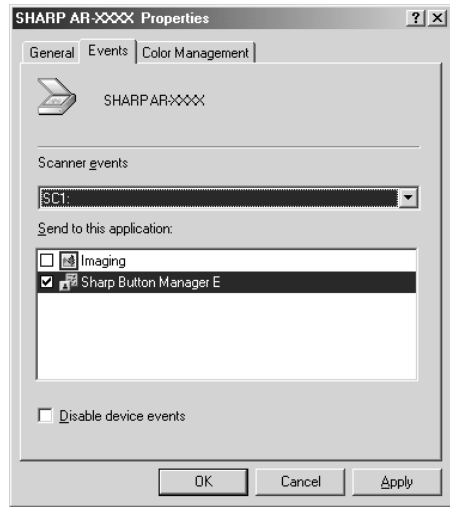 SHARP AR-XXXX Properties
General Events Color Management
SHARP AR-XXXX
Scanner events
SC1:
Send to this application:
Imaging
Sharp Button Manager E
Disable device events
OK Cancel Apply